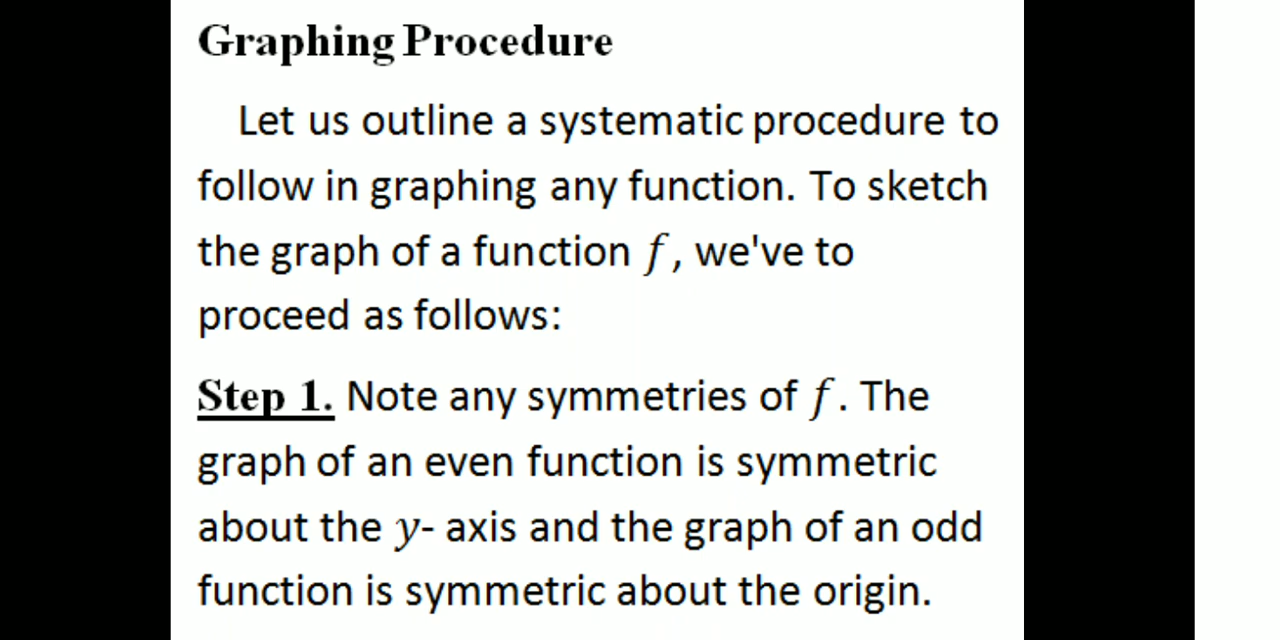 Graphing Procedure
Let us outline a systematic procedure to
follow in graphing any function. To sketch
the graph of a function f, we've to
proceed as follows:
Step 1. Note any symmetries of f. The
graph of an even function is symmetric
about the y- axis and the graph of an odd
function is symmetric about the origin.